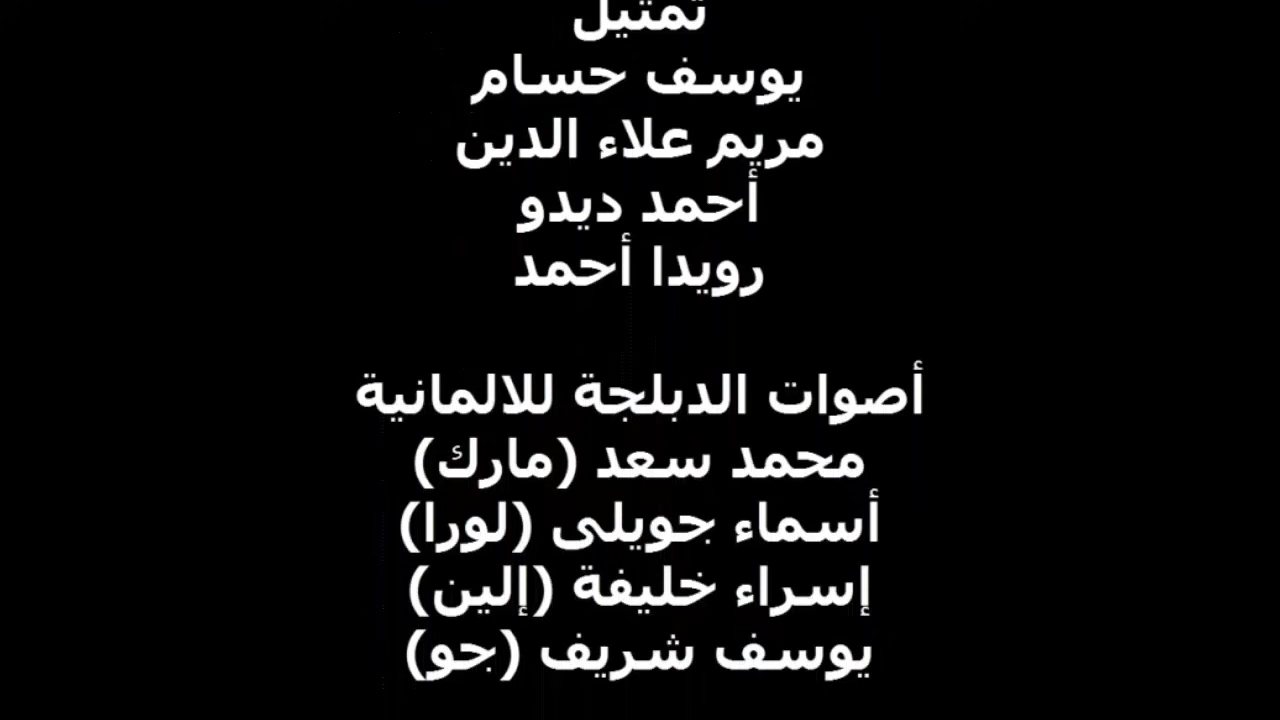 تمثيل
يوسف حسام
مريم علاء الدين
أحمد ديدو
رويدا أحمد
أصوات الدبلجة للالمانية
محمد سعد (مارك)
أسماء جويلى (لورا)
إسراء خليفة (إلين)
يوسف شريف (جو)